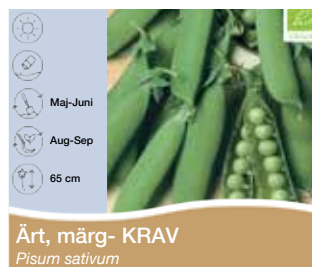 Maj-Juni
Aug-Sep
65 cm
Ärt, märg- KRAV
Pisum sativum